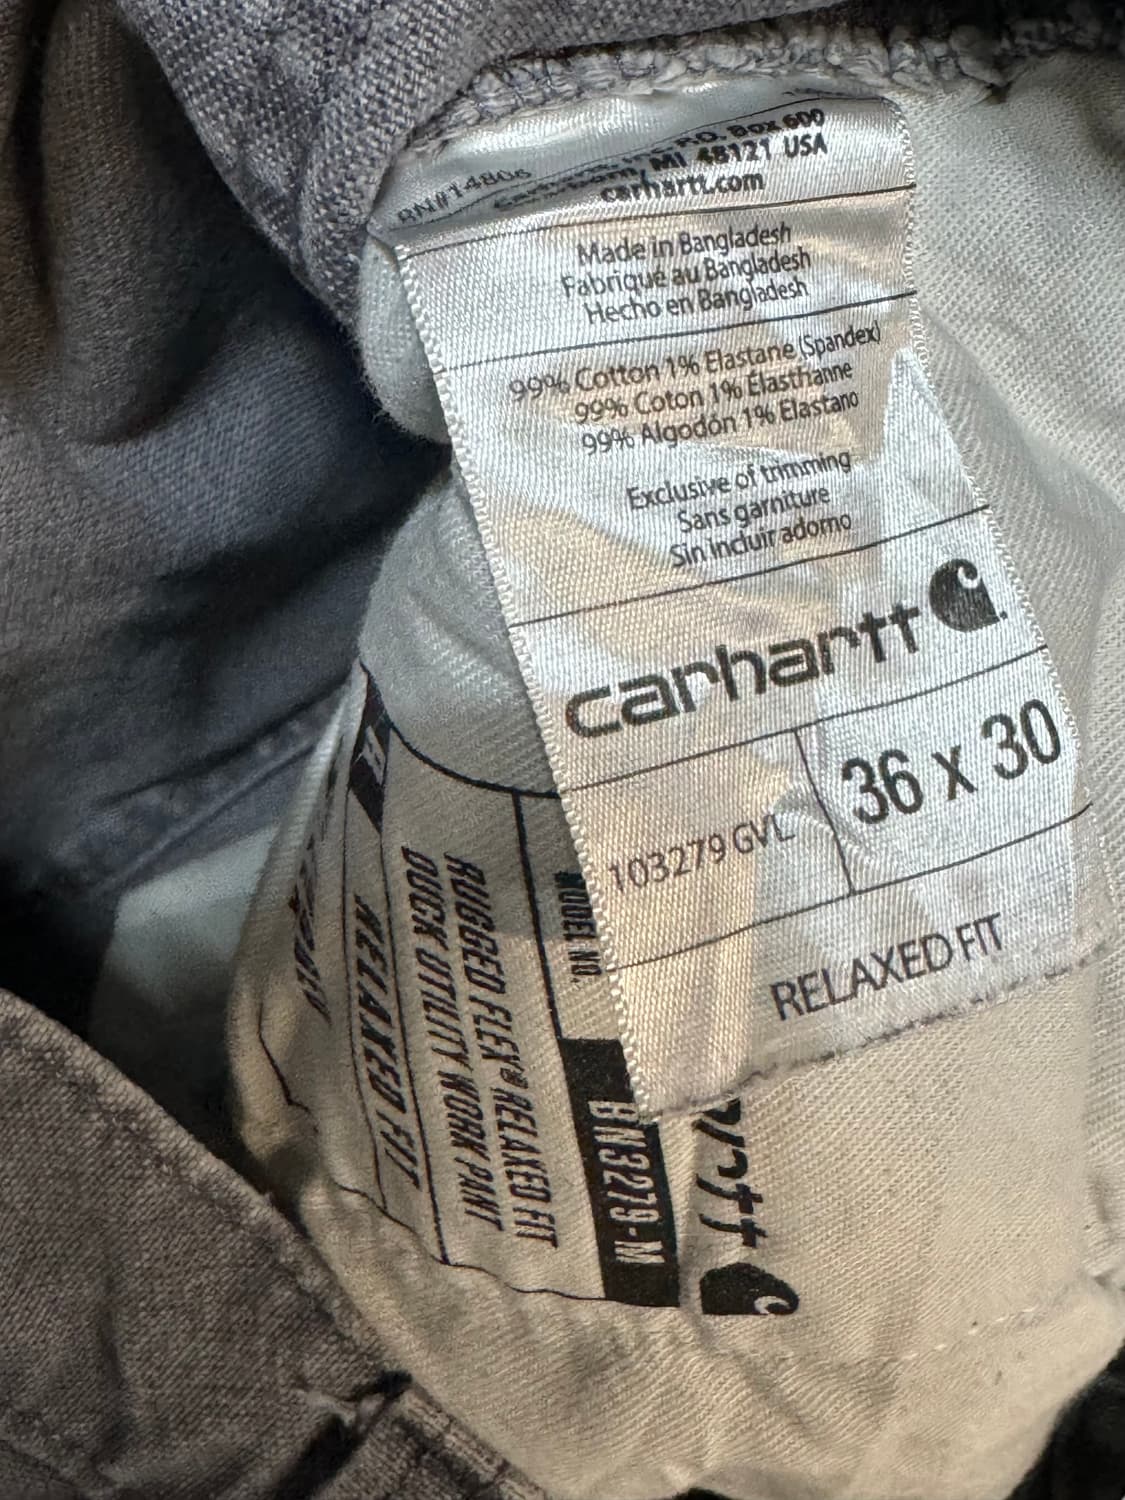 RN#14806
P.O. Box 600
MI 48121 USA
carhartt.com
Made in Bangladesh
Fabriqué au Bangladesh
Hecho en Bangladesh
99% Cotton 1% Elastane (Spandex)
99% Coton 1% Élasthanne
99% Algodón 1% Elastano
Exclusive of trimming
Sans garniture
Sin incluir adorno
carhartt
103279 GVL
36 x 30
RELAXED FIT
MODEL NO.
BN3279-M
RUGGED FLEX® RELAXED FIT
DUCK UTILITY WORK PANT
RELAXED FIT